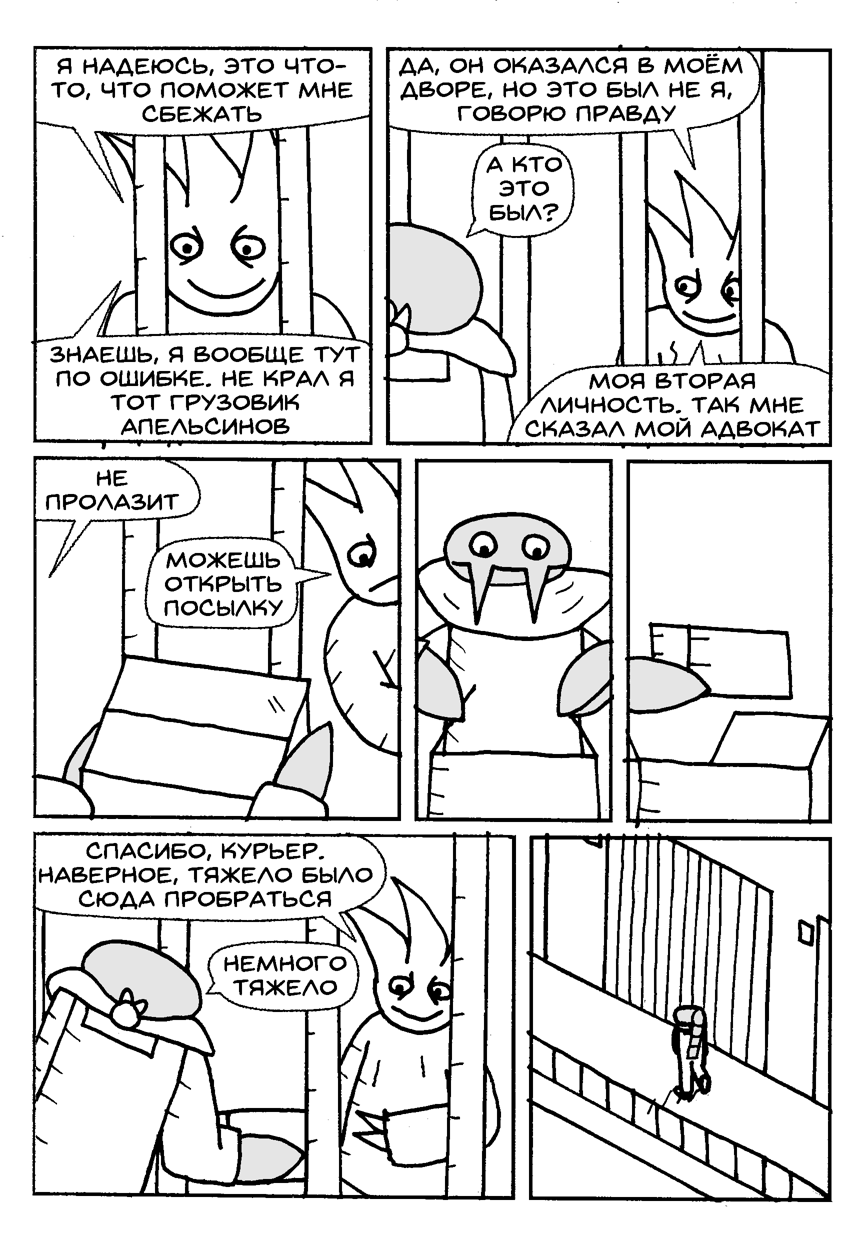 Я НАДЕЮСЬ, ЭТО ЧТО-
ТО, ЧТО ПОМОЖЕТ МНЕ
СБЕЖАТЬ
ЗНАЕШЬ, Я ВООБЩЕ ТУТ
ПО ОШИБКЕ. НЕ КРАЛ Я
ТОТ ГРУЗОВИК
АПЕЛЬСИНОВ
ДА, ОН ОКАЗАЛСЯ В МОЁМ
ДВОРЕ, НО ЭТО БЫЛ НЕ Я,
ГОВОРЮ ПРАВДУ
А КТО
ЭТО
БЫЛ?
МОЯ ВТОРАЯ
ЛИЧНОСТЬ. ТАК МНЕ
СКАЗАЛ МОЙ АДВОКАТ
НЕ
ПРОЛАЗИТ
МОЖЕШЬ
ОТКРЫТЬ
ПОСЫЛКУ
СПАСИБО, КУРЬЕР.
НАВЕРНОЕ, ТЯЖЕЛО БЫЛО
СЮДА ПРОБРАТЬСЯ
НЕМНОГО
ТЯЖЕЛО